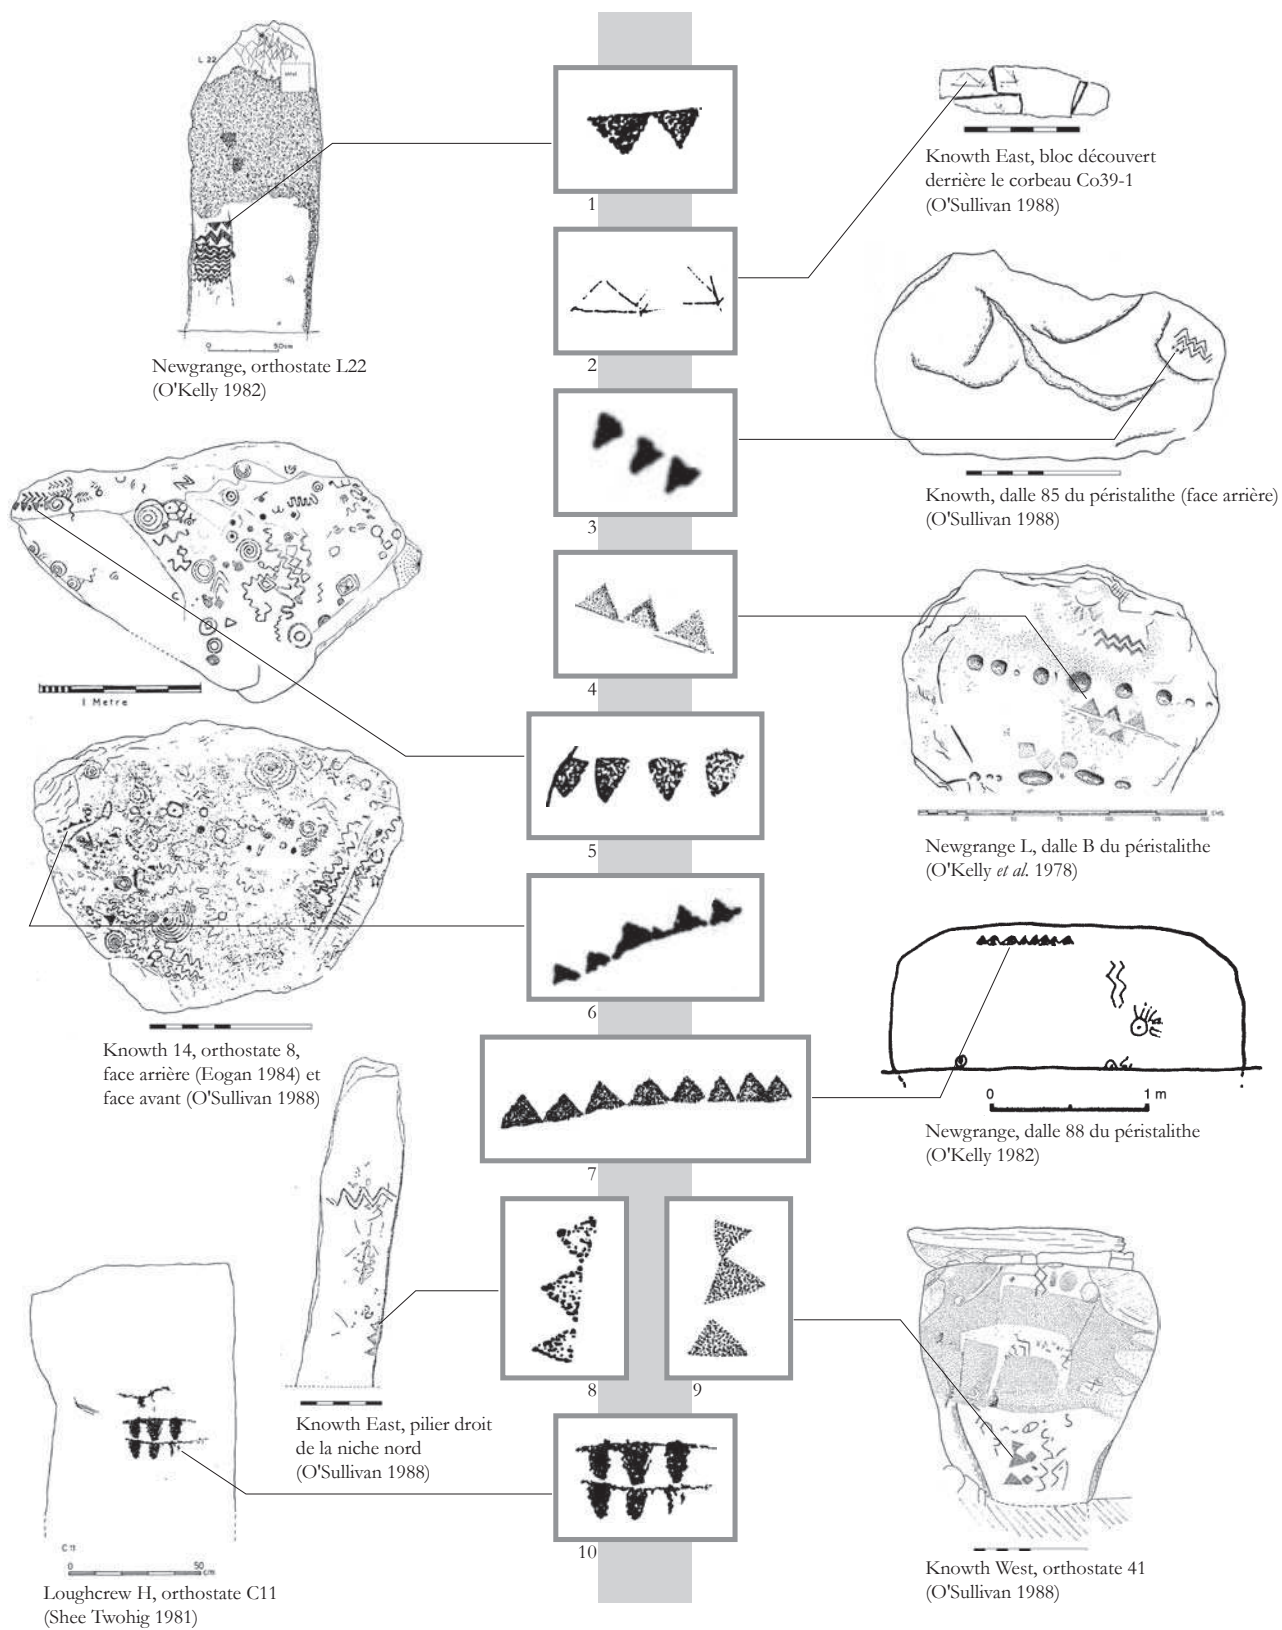 L 22
0 50cm
Newgrange, orthostate L22
(O'Kelly 1982)
1
Knowth East, bloc découvert
derrière le corbeau Co39-1
(O'Sullivan 1988)
2
Knowth, dalle 85 du péristalithe (face arrière)
(O'Sullivan 1988)
3
1 Metre
4
Newgrange L, dalle B du péristalithe
(O'Kelly et al. 1978)
5
6
Knowth 14, orthostate 8,
face arrière (Eogan 1984) et
face avant (O'Sullivan 1988)
0 1 m
Newgrange, dalle 88 du péristalithe
(O'Kelly 1982)
7
8
9
Knowth East, pilier droit
de la niche nord
(O'Sullivan 1988)
10
C 11
0 50
cm
Loughcrew H, orthostate C11
(Shee Twohig 1981)
Knowth West, orthostate 41
(O'Sullivan 1988)